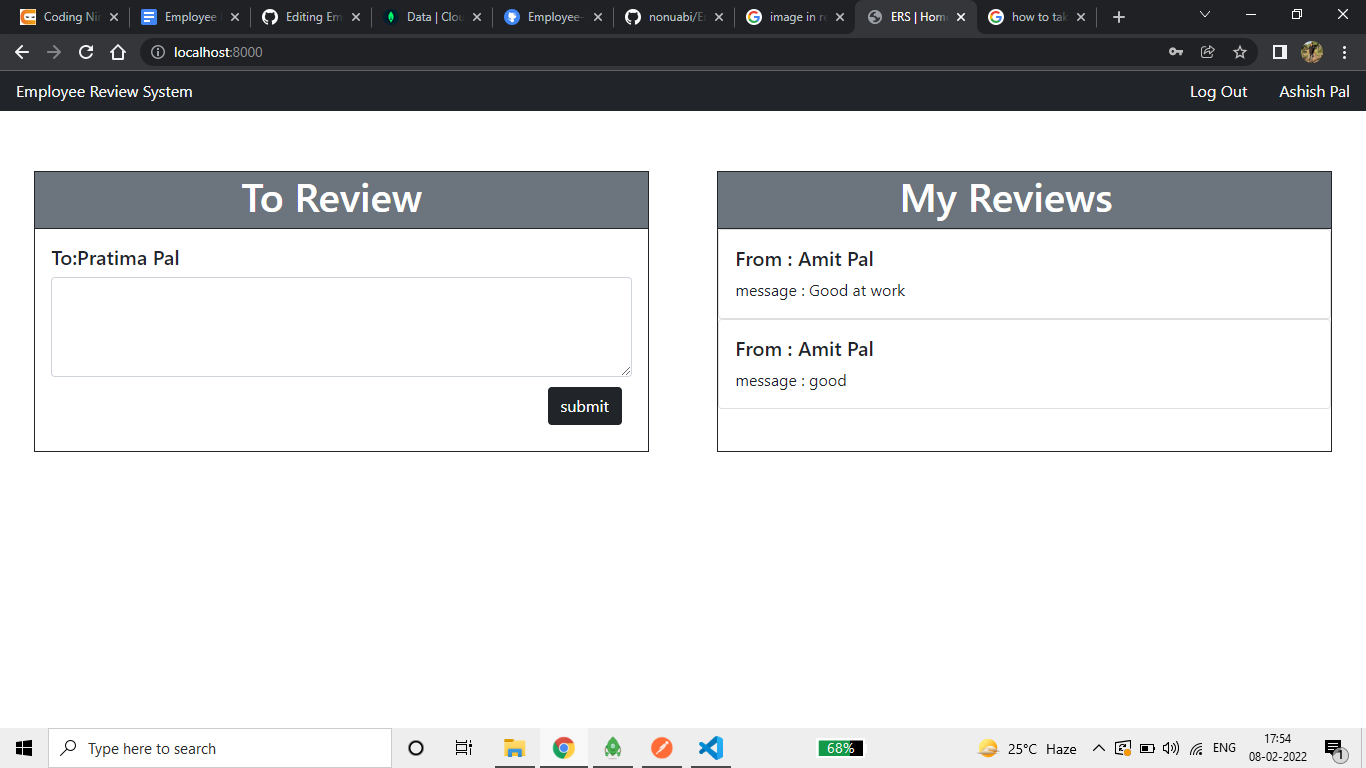 Coding Nin
Employee
Editing Em
Data | Clou
Employee-
nonuabi/E
image in r
ERS | Hom
how to tak
localhost:8000
Employee Review System
Log Out
Ashish Pal
To Review
To:Pratima Pal
submit
My Reviews
From : Amit Pal
message : Good at work
From : Amit Pal
message : good
Type here to search
68%
25°C Haze
ENG
17:54
08-02-2022
1